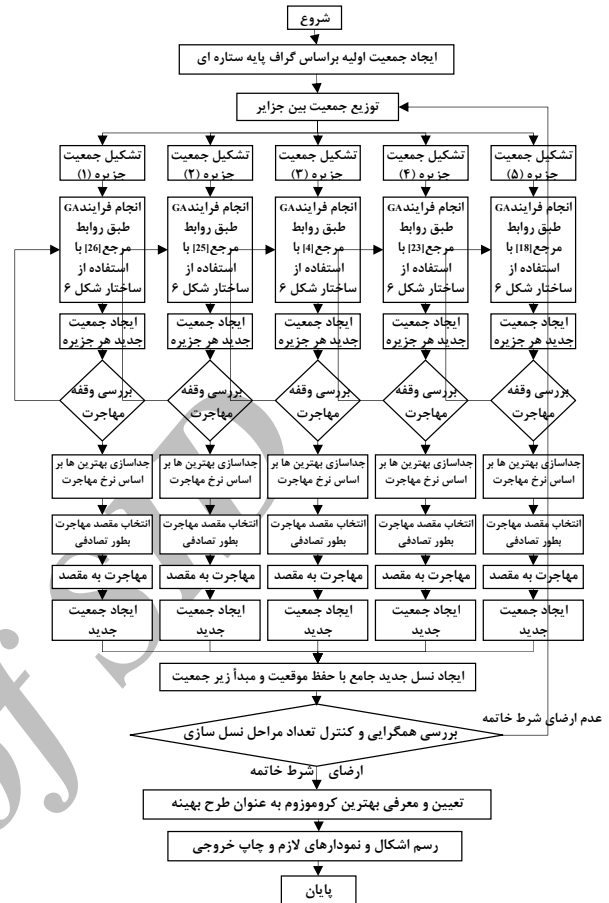 شروع
ایجاد جمعیت اولیه براساس گراف پایه ستاره ای
توزیع جمعیت بین جزایر
تشکیل جمعیت
جزیره (۱)
تشکیل جمعیت
جزیره (۲)
تشکیل جمعیت
جزیره (۳)
تشکیل جمعیت
جزیره (۴)
تشکیل جمعیت
جزیره (۵)
انجام فرایندGA
طبق روابط
مرجع[26] با
استفاده از
ساختار شکل ۶
انجام فرایندGA
طبق روابط
مرجع[25] با
استفاده از
ساختار شکل ۶
انجام فرایندGA
طبق روابط
مرجع[4] با
استفاده از
ساختار شکل ۶
انجام فرایندGA
طبق روابط
مرجع[23] با
استفاده از
ساختار شکل ۶
انجام فرایندGA
طبق روابط
مرجع[18] با
استفاده از
ساختار شکل ۶
ایجاد جمعیت
جدید هر جزیره
ایجاد جمعیت
جدید هر جزیره
ایجاد جمعیت
جدید هر جزیره
ایجاد جمعیت
جدید هر جزیره
ایجاد جمعیت
جدید هر جزیره
بررسی وقفه
مهاجرت
بررسی وقفه
مهاجرت
بررسی وقفه
مهاجرت
بررسی وقفه
مهاجرت
بررسی وقفه
مهاجرت
جداسازی بهترین ها بر
اساس نرخ مهاجرت
جداسازی بهترین ها بر
اساس نرخ مهاجرت
جداسازی بهترین ها بر
اساس نرخ مهاجرت
جداسازی بهترین ها بر
اساس نرخ مهاجرت
جداسازی بهترین ها بر
اساس نرخ مهاجرت
انتخاب مقصد مهاجرت
بطور تصادفی
انتخاب مقصد مهاجرت
بطور تصادفی
انتخاب مقصد مهاجرت
بطور تصادفی
انتخاب مقصد مهاجرت
بطور تصادفی
انتخاب مقصد مهاجرت
بطور تصادفی
مهاجرت به مقصد
مهاجرت به مقصد
مهاجرت به مقصد
مهاجرت به مقصد
مهاجرت به مقصد
ایجاد جمعیت
جدید
ایجاد جمعیت
جدید
ایجاد جمعیت
جدید
ایجاد جمعیت
جدید
ایجاد جمعیت
جدید
ایجاد نسل جدید جامع با حفظ موقعیت و مبدأ زیر جمعیت
عدم ارضای شرط خاتمه
بررسی همگرایی و کنترل تعداد مراحل نسل سازی
ارضای شرط خاتمه
تعیین و معرفی بهترین کروموزوم به عنوان طرح بهینه
رسم اشکال و نمودارهای لازم و چاپ خروجی
پایان
of SID